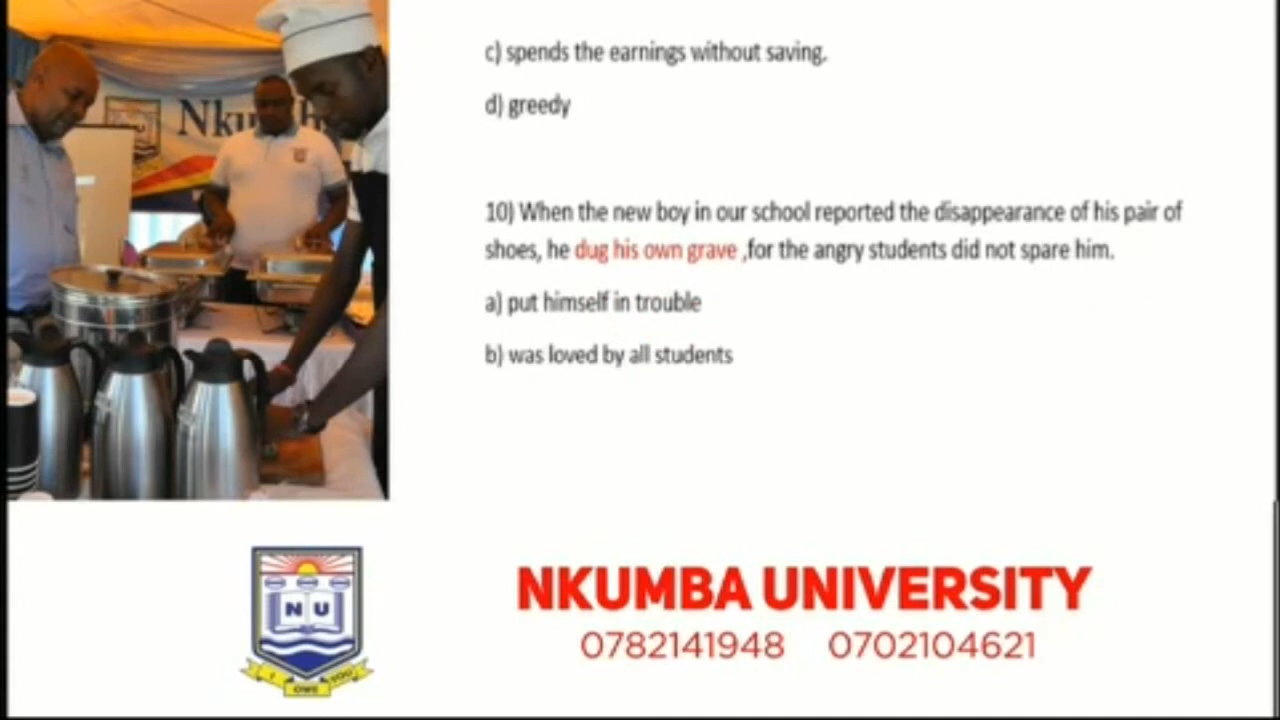 c) spends the earnings without saving.
d) greedy
10) When the new boy in our school reported the disappearance of his pair of
shoes, he dug his own grave ,for the angry students did not spare him.
a) put himself in trouble
b) was loved by all students
N U
I OWE YOU
NKUMBA UNIVERSITY
0782141948 0702104621